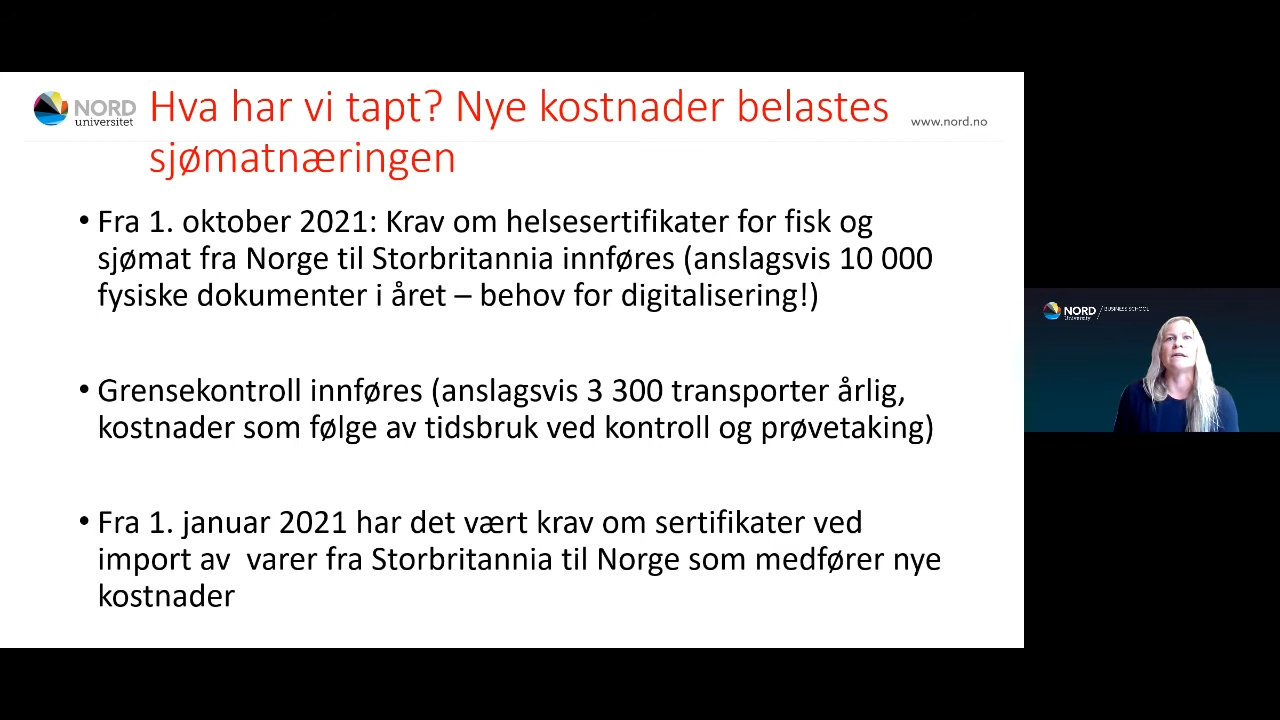 NORD
universitet
Hva har vi tapt? Nye kostnader belastes
sjømatnæringen
www.nord.no
• Fra 1. oktober 2021: Krav om helsesertifikater for fisk og
sjømat fra Norge til Storbritannia innføres (anslagsvis 10 000
fysiske dokumenter i året – behov for digitalisering!)
• Grensekontroll innføres (anslagsvis 3 300 transporter årlig,
kostnader som følge av tidsbruk ved kontroll og prøvetaking)
• Fra 1. januar 2021 har det vært krav om sertifikater ved
import av varer fra Storbritannia til Norge som medfører nye
kostnader
NORD
University
/ BUSINESS SCHOOL